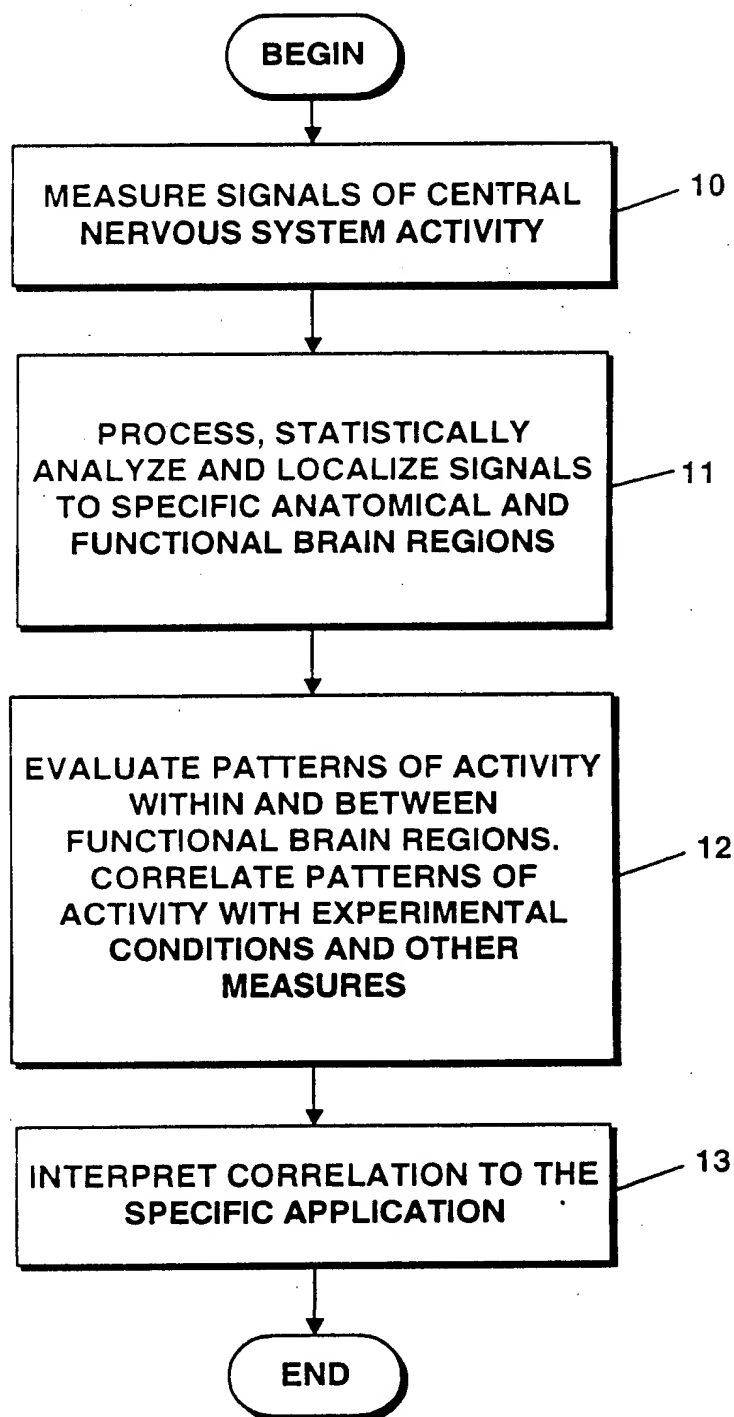 BEGIN
MEASURE SIGNALS OF CENTRAL
NERVOUS SYSTEM ACTIVITY
10
PROCESS, STATISTICALLY
ANALYZE AND LOCALIZE SIGNALS
TO SPECIFIC ANATOMICAL AND
FUNCTIONAL BRAIN REGIONS
11
EVALUATE PATTERNS OF ACTIVITY
WITHIN AND BETWEEN
FUNCTIONAL BRAIN REGIONS.
CORRELATE PATTERNS OF
ACTIVITY WITH EXPERIMENTAL
CONDITIONS AND OTHER
MEASURES
12
INTERPRET CORRELATION TO THE
SPECIFIC APPLICATION
13
END